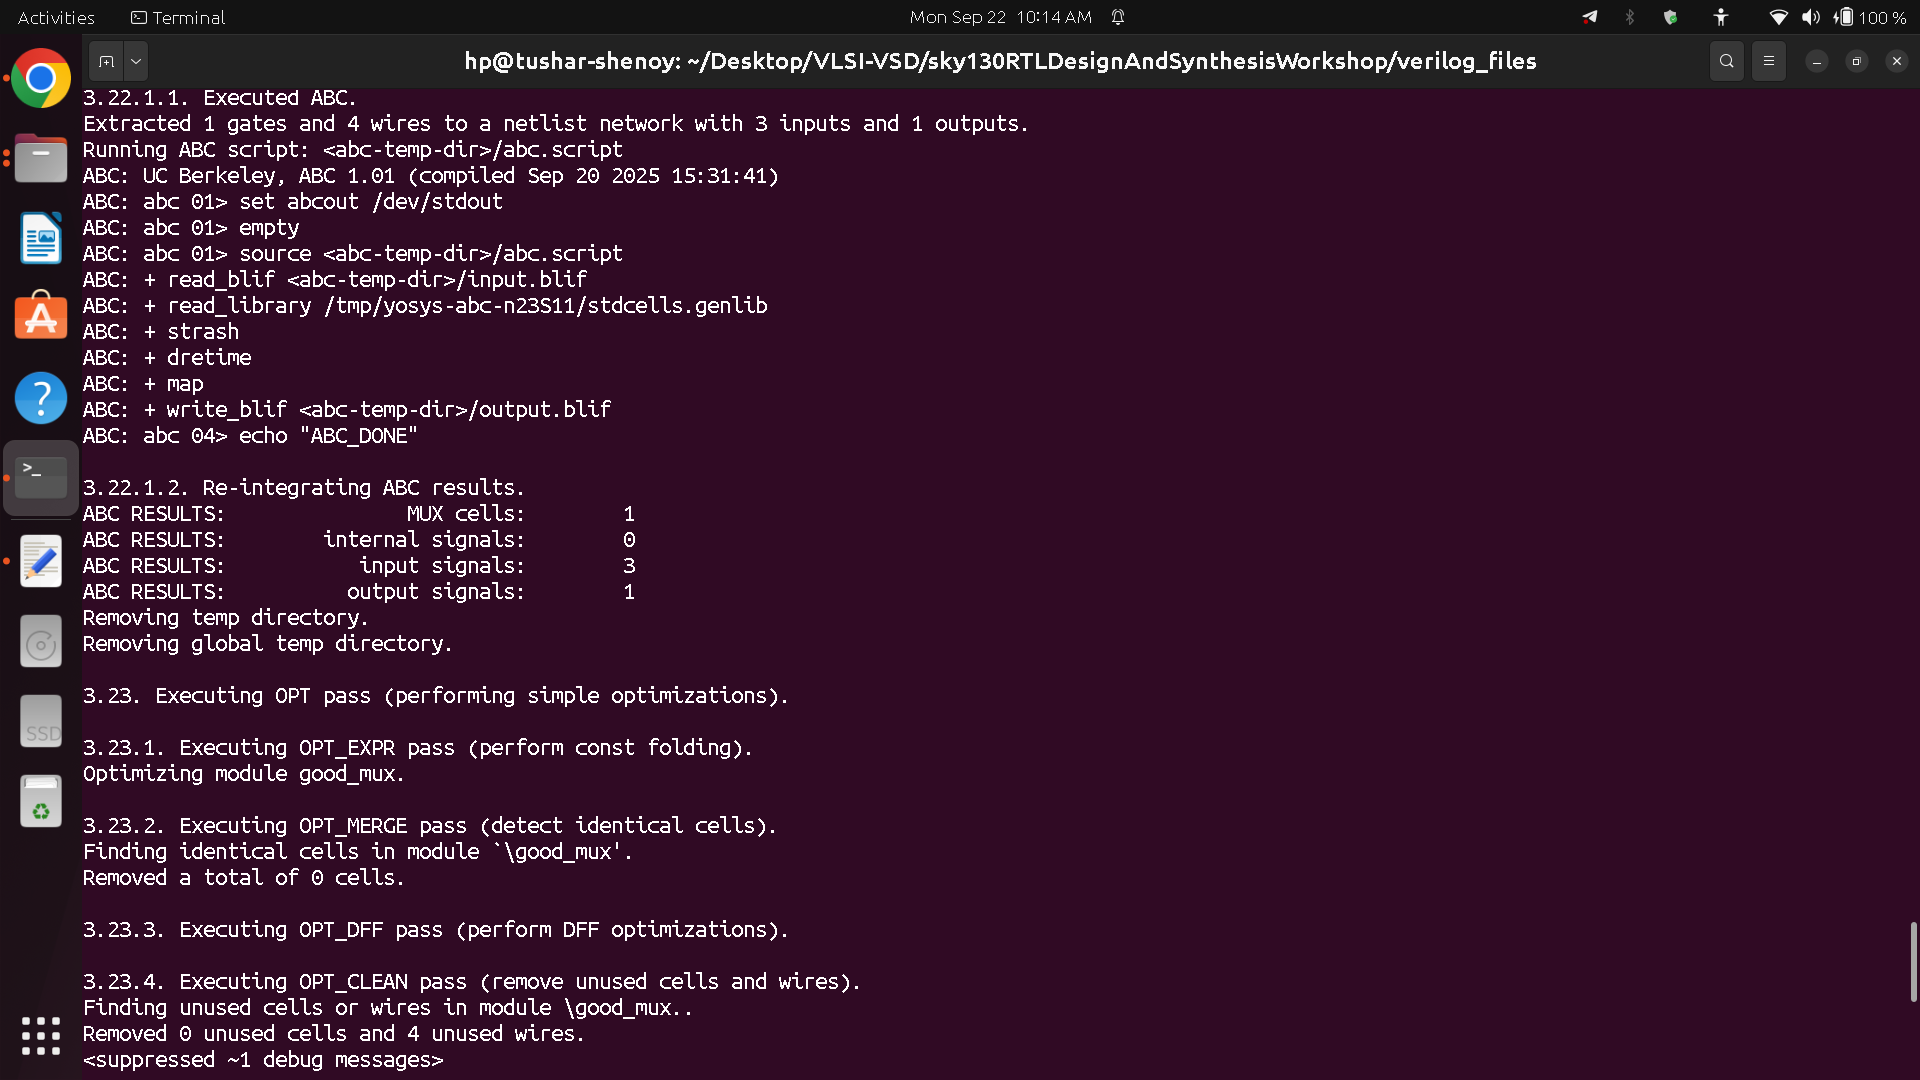 Activities
Terminal
Mon Sep 22 10:14 AM
100 %
hp@tushar-shenoy: ~/Desktop/VLSI-VSD/sky130RTLDesignAndSynthesisWorkshop/verilog_files
3.22.1.1. Executed ABC.
Extracted 1 gates and 4 wires to a netlist network with 3 inputs and 1 outputs.
Running ABC script: <abc-temp-dir>/abc.script
ABC: UC Berkeley, ABC 1.01 (compiled Sep 20 2025 15:31:41)
ABC: abc 01> set abcout /dev/stdout
ABC: abc 01> empty
ABC: abc 01> source <abc-temp-dir>/abc.script
ABC: + read_blif <abc-temp-dir>/input.blif
ABC: + read_library /tmp/yosys-abc-n23S11/stdcells.genlib
ABC: + strash
ABC: + dretime
ABC: + map
ABC: + write_blif <abc-temp-dir>/output.blif
ABC: abc 04> echo "ABC_DONE"
3.22.1.2. Re-integrating ABC results.
ABC RESULTS: MUX cells: 1
ABC RESULTS: internal signals: 0
ABC RESULTS: input signals: 3
ABC RESULTS: output signals: 1
Removing temp directory.
Removing global temp directory.
3.23. Executing OPT pass (performing simple optimizations).
3.23.1. Executing OPT_EXPR pass (perform const folding).
Optimizing module good_mux.
3.23.2. Executing OPT_MERGE pass (detect identical cells).
Finding identical cells in module `\good_mux'.
Removed a total of 0 cells.
3.23.3. Executing OPT_DFF pass (perform DFF optimizations).
3.23.4. Executing OPT_CLEAN pass (remove unused cells and wires).
Finding unused cells or wires in module \good_mux..
Removed 0 unused cells and 4 unused wires.
<suppressed ~1 debug messages>
SSD